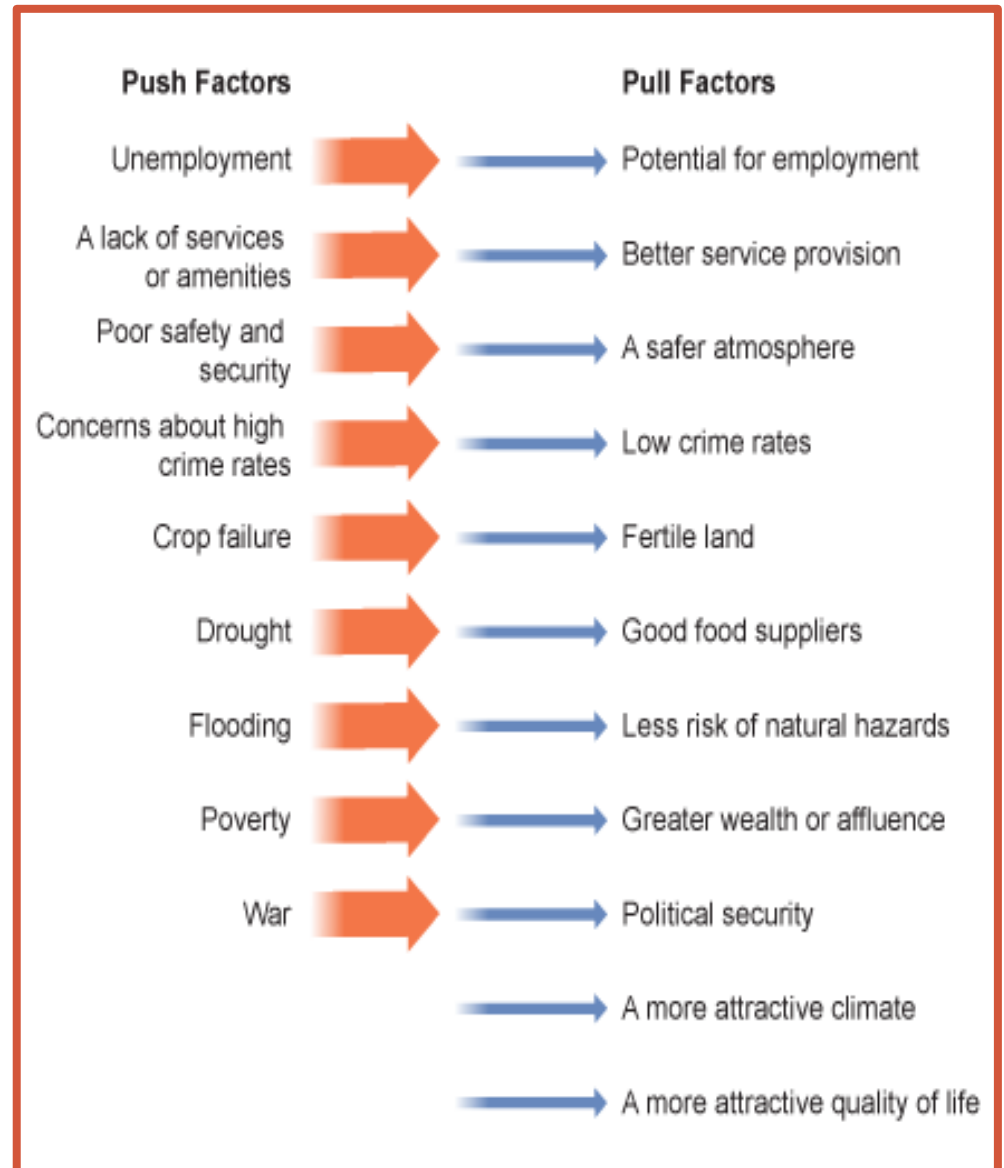 Push Factors Pull Factors
Unemployment Potential for employment
A lack of services
or amenities
Better service provision
Poor safety and
security
A safer atmosphere
Concerns about high
crime rates
Low crime rates
Crop failure Fertile land
Drought Good food suppliers
Flooding Less risk of natural hazards
Poverty Greater wealth or affluence
War Political security
A more attractive climate
A more attractive quality of life